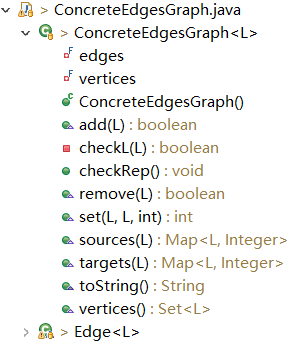 > ConcreteEdgesGraph.java
> ConcreteEdgesGraph<L>
edges
vertices
ConcreteEdgesGraph()
add(L) : boolean
checkL(L) : boolean
checkRep() : void
remove(L) : boolean
set(L, L, int) : int
sources(L) : Map<L, Integer>
targets(L) : Map<L, Integer>
toString() : String
vertices() : Set<L>
> Edge<L>